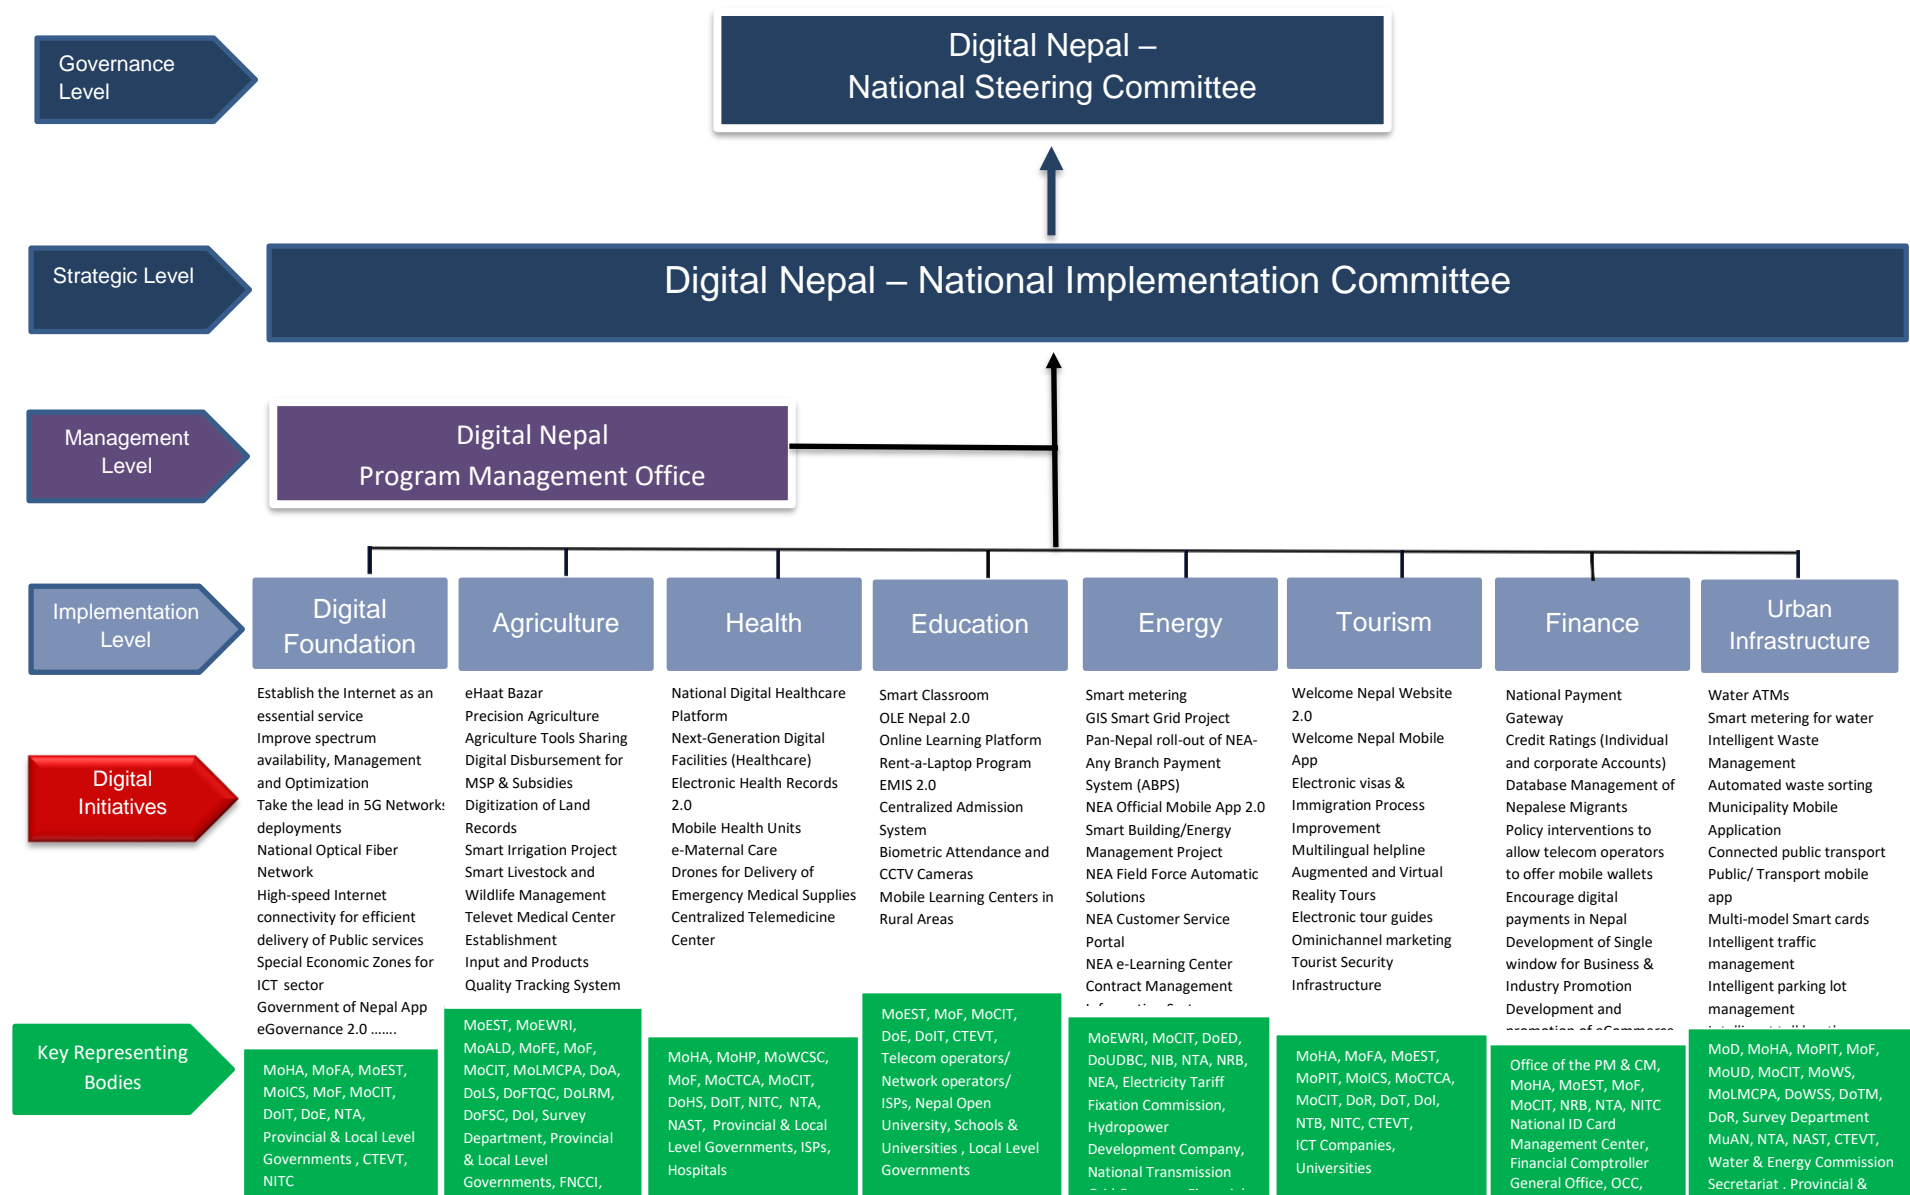 Governance
Level
Digital Nepal –
National Steering Committee
Strategic Level
Digital Nepal – National Implementation Committee
Management
Level
Digital Nepal
Program Management Office
Implementation
Level
Digital
Foundation
Agriculture
Health
Education
Energy
Tourism
Finance
Urban
Infrastructure
Digital
Initiatives
Establish the Internet as an
essential service
Improve spectrum
availability, Management
and Optimization
Take the lead in 5G Networks
deployments
National Optical Fiber
Network
High-speed Internet
connectivity for efficient
delivery of Public services
Special Economic Zones for
ICT sector
Government of Nepal App
eGovernance 2.0 .......
eHaat Bazar
Precision Agriculture
Agriculture Tools Sharing
Digital Disbursement for
MSP & Subsidies
Digitization of Land
Records
Smart Irrigation Project
Smart Livestock and
Wildlife Management
Televet Medical Center
Establishment
Input and Products
Quality Tracking System
National Digital Healthcare
Platform
Next-Generation Digital
Facilities (Healthcare)
Electronic Health Records
2.0
Mobile Health Units
e-Maternal Care
Drones for Delivery of
Emergency Medical Supplies
Centralized Telemedicine
Center
Smart Classroom
OLE Nepal 2.0
Online Learning Platform
Rent-a-Laptop Program
EMIS 2.0
Centralized Admission
System
Biometric Attendance and
CCTV Cameras
Mobile Learning Centers in
Rural Areas
Smart metering
GIS Smart Grid Project
Pan-Nepal roll-out of NEA-
Any Branch Payment
System (ABPS)
NEA Official Mobile App 2.0
Smart Building/Energy
Management Project
NEA Field Force Automatic
Solutions
NEA Customer Service
Portal
NEA e-Learning Center
Contract Management
Welcome Nepal Website
2.0
Welcome Nepal Mobile
App
Electronic visas &
Immigration Process
Improvement
Multilingual helpline
Augmented and Virtual
Reality Tours
Electronic tour guides
Ominichannel marketing
Tourist Security
Infrastructure
National Payment
Gateway
Credit Ratings (Individual
and corporate Accounts)
Database Management of
Nepalese Migrants
Policy interventions to
allow telecom operators
to offer mobile wallets
Encourage digital
payments in Nepal
Development of Single
window for Business &
Industry Promotion
Development and
promotion of eCommerce
Water ATMs
Smart metering for water
Intelligent Waste
Management
Automated waste sorting
Municipality Mobile
Application
Connected public transport
Public/ Transport mobile
app
Multi-model Smart cards
Intelligent traffic
management
Intelligent parking lot
management
Key Representing
Bodies
MoHA, MoFA, MoEST,
MoICS, MoF, MoCIT,
DoIT, DoE, NTA,
Provincial & Local Level
Governments , CTEVT,
NITC
MoEST, MoEWRI,
MoALD, MoFE, MoF,
MoCIT, MoLMCPA, DoA,
DoLS, DoFTQC, DoLRM,
DoFSC, DoI, Survey
Department, Provincial
& Local Level
Governments, FNCCI,
MoHA, MoHP, MoWCSC,
MoF, MoCTCA, MoCIT,
DoHS, DoIT, NITC, NTA,
NAST, Provincial & Local
Level Governments, ISPs,
Hospitals
MoEST, MoF, MoCIT,
DoE, DoIT, CTEVT,
Telecom operators/
Network operators/
ISPs, Nepal Open
University, Schools &
Universities , Local Level
Governments
MoEWRI, MoCIT, DoED,
DoUDBC, NIB, NTA, NRB,
NEA, Electricity Tariff
Fixation Commission,
Hydropower
Development Company,
National Transmission
MoHA, MoFA, MoEST,
MoPIT, MoICS, MoCTCA,
MoCIT, DoR, DoT, DoI,
NTB, NITC, CTEVT,
ICT Companies,
Universities
Office of the PM & CM,
MoHA, MoEST, MoF,
MoCIT, NRB, NTA, NITC
National ID Card
Management Center,
Financial Comptroller
General Office, OCC,
MoD, MoHA, MoPIT, MoF,
MoUD, MoCIT, MoWS,
MoLMCPA, DoWSS, DoTM,
DoR, Survey Department
MuAN, NTA, NAST, CTEVT,
Water & Energy Commission
Secretariat , Provincial &